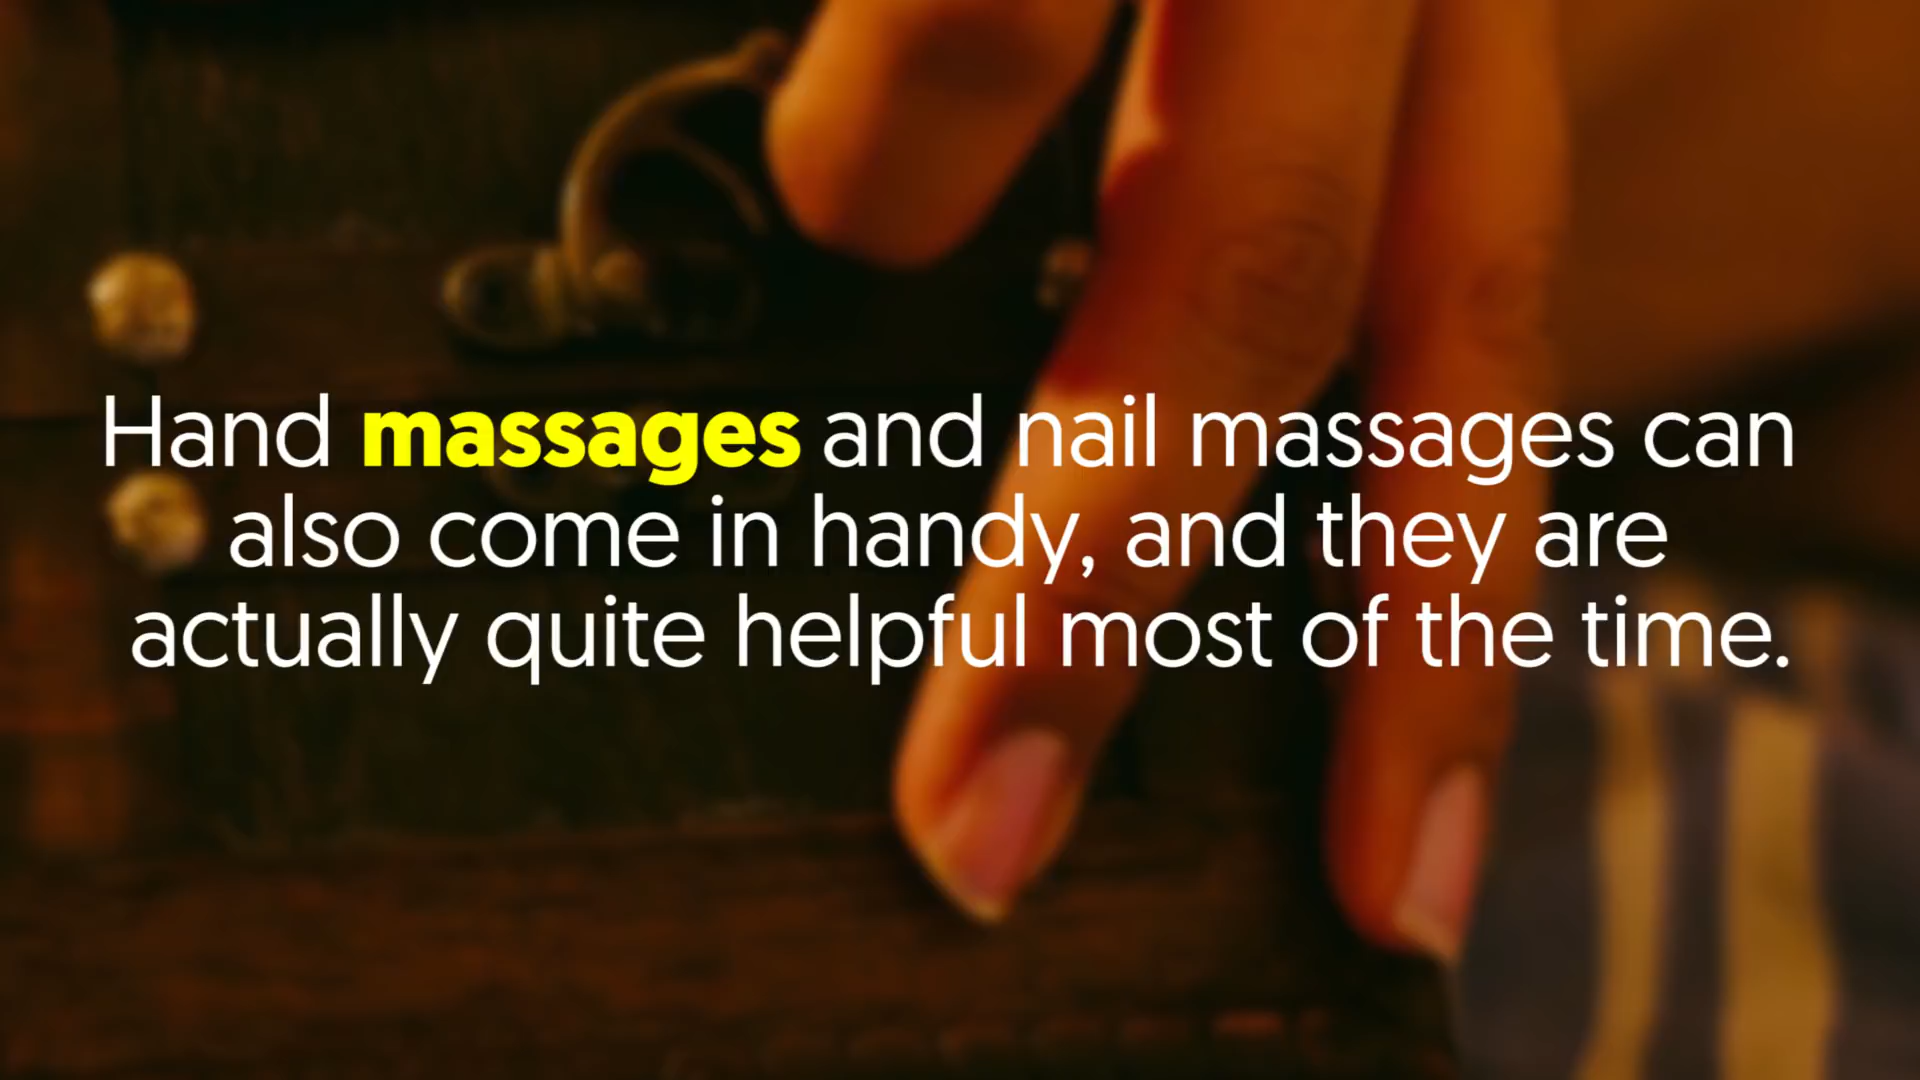 Hand massages and nail massages can
also come in handy, and they are
actually quite helpful most of the time.